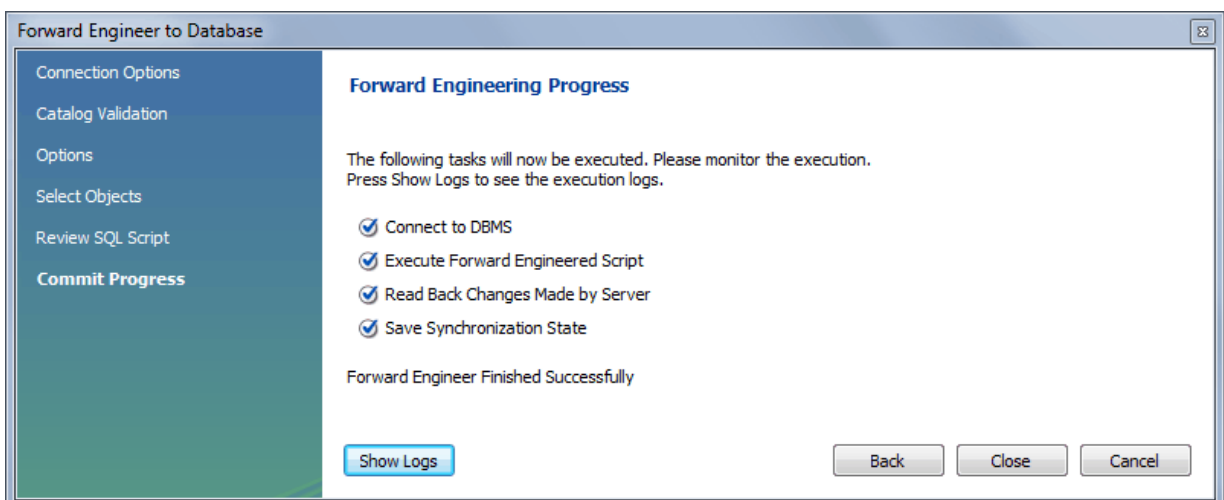 Forward Engineer to Database
Connection Options
Catalog Validation
Options
Select Objects
Review SQL Script
Commit Progress
Forward Engineering Progress
The following tasks will now be executed. Please monitor the execution.
Press Show Logs to see the execution logs.
Connect to DBMS
Execute Forward Engineered Script
Read Back Changes Made by Server
Save Synchronization State
Forward Engineer Finished Successfully
Show Logs
Back
Close
Cancel